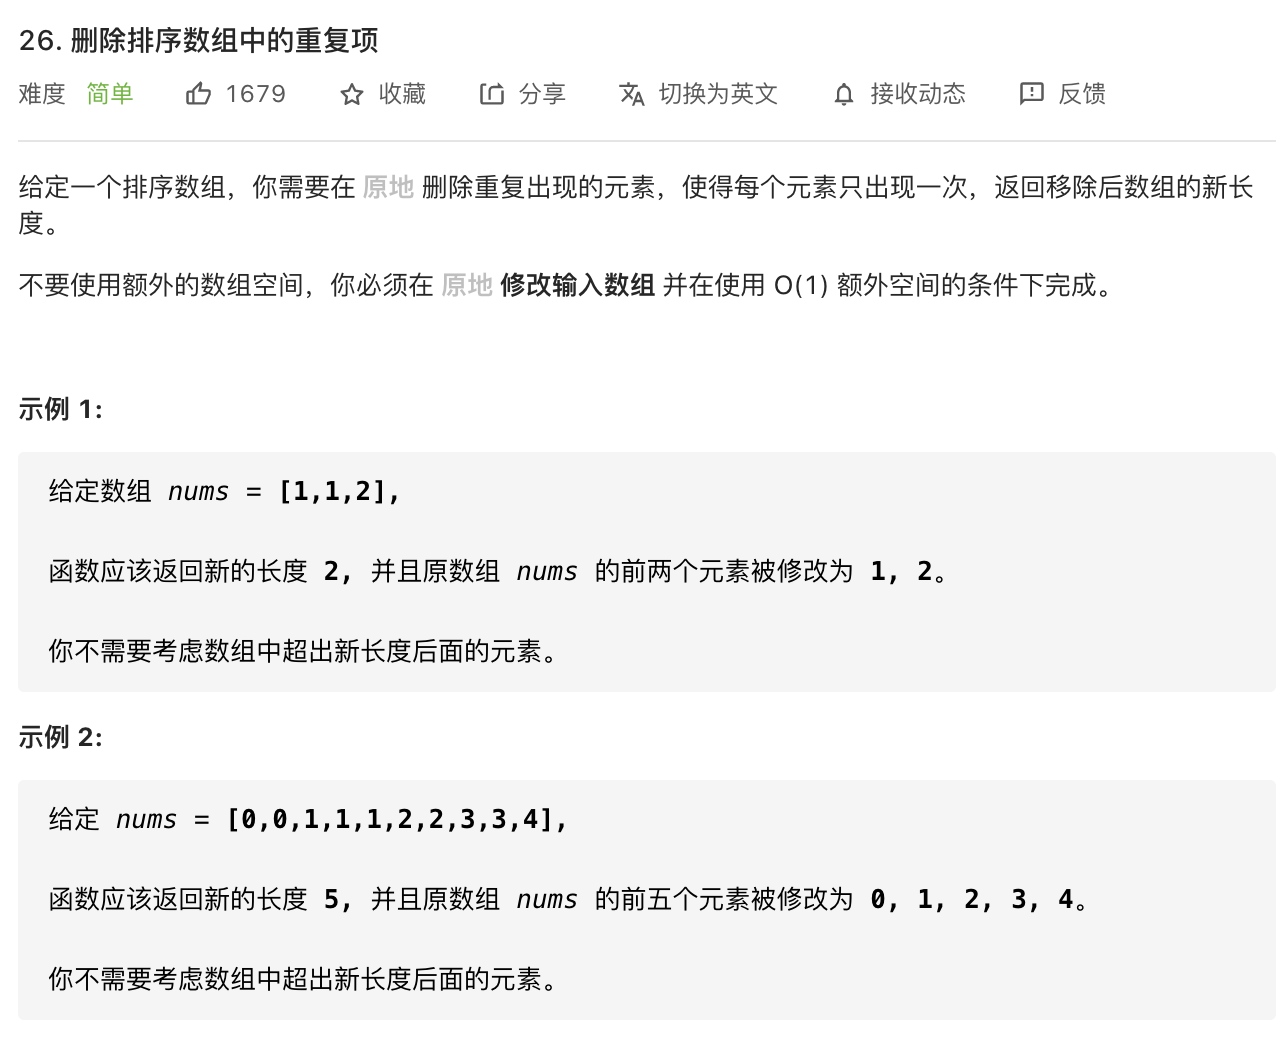 26. 删除排序数组中的重复项
难度 简单 1679 收藏 分享 切换为英文 接收动态 反馈
给定一个排序数组，你需要在 原地 删除重复出现的元素，使得每个元素只出现一次，返回移除后数组的新长
度。
不要使用额外的数组空间，你必须在 原地 修改输入数组 并在使用 O(1) 额外空间的条件下完成。
示例 1:
给定数组 nums = [1,1,2],
函数应该返回新的长度 2, 并且原数组 nums 的前两个元素被修改为 1, 2。
你不需要考虑数组中超出新长度后面的元素。
示例 2:
给定 nums = [0,0,1,1,1,2,2,3,3,4],
函数应该返回新的长度 5, 并且原数组 nums 的前五个元素被修改为 0, 1, 2, 3, 4。
你不需要考虑数组中超出新长度后面的元素。